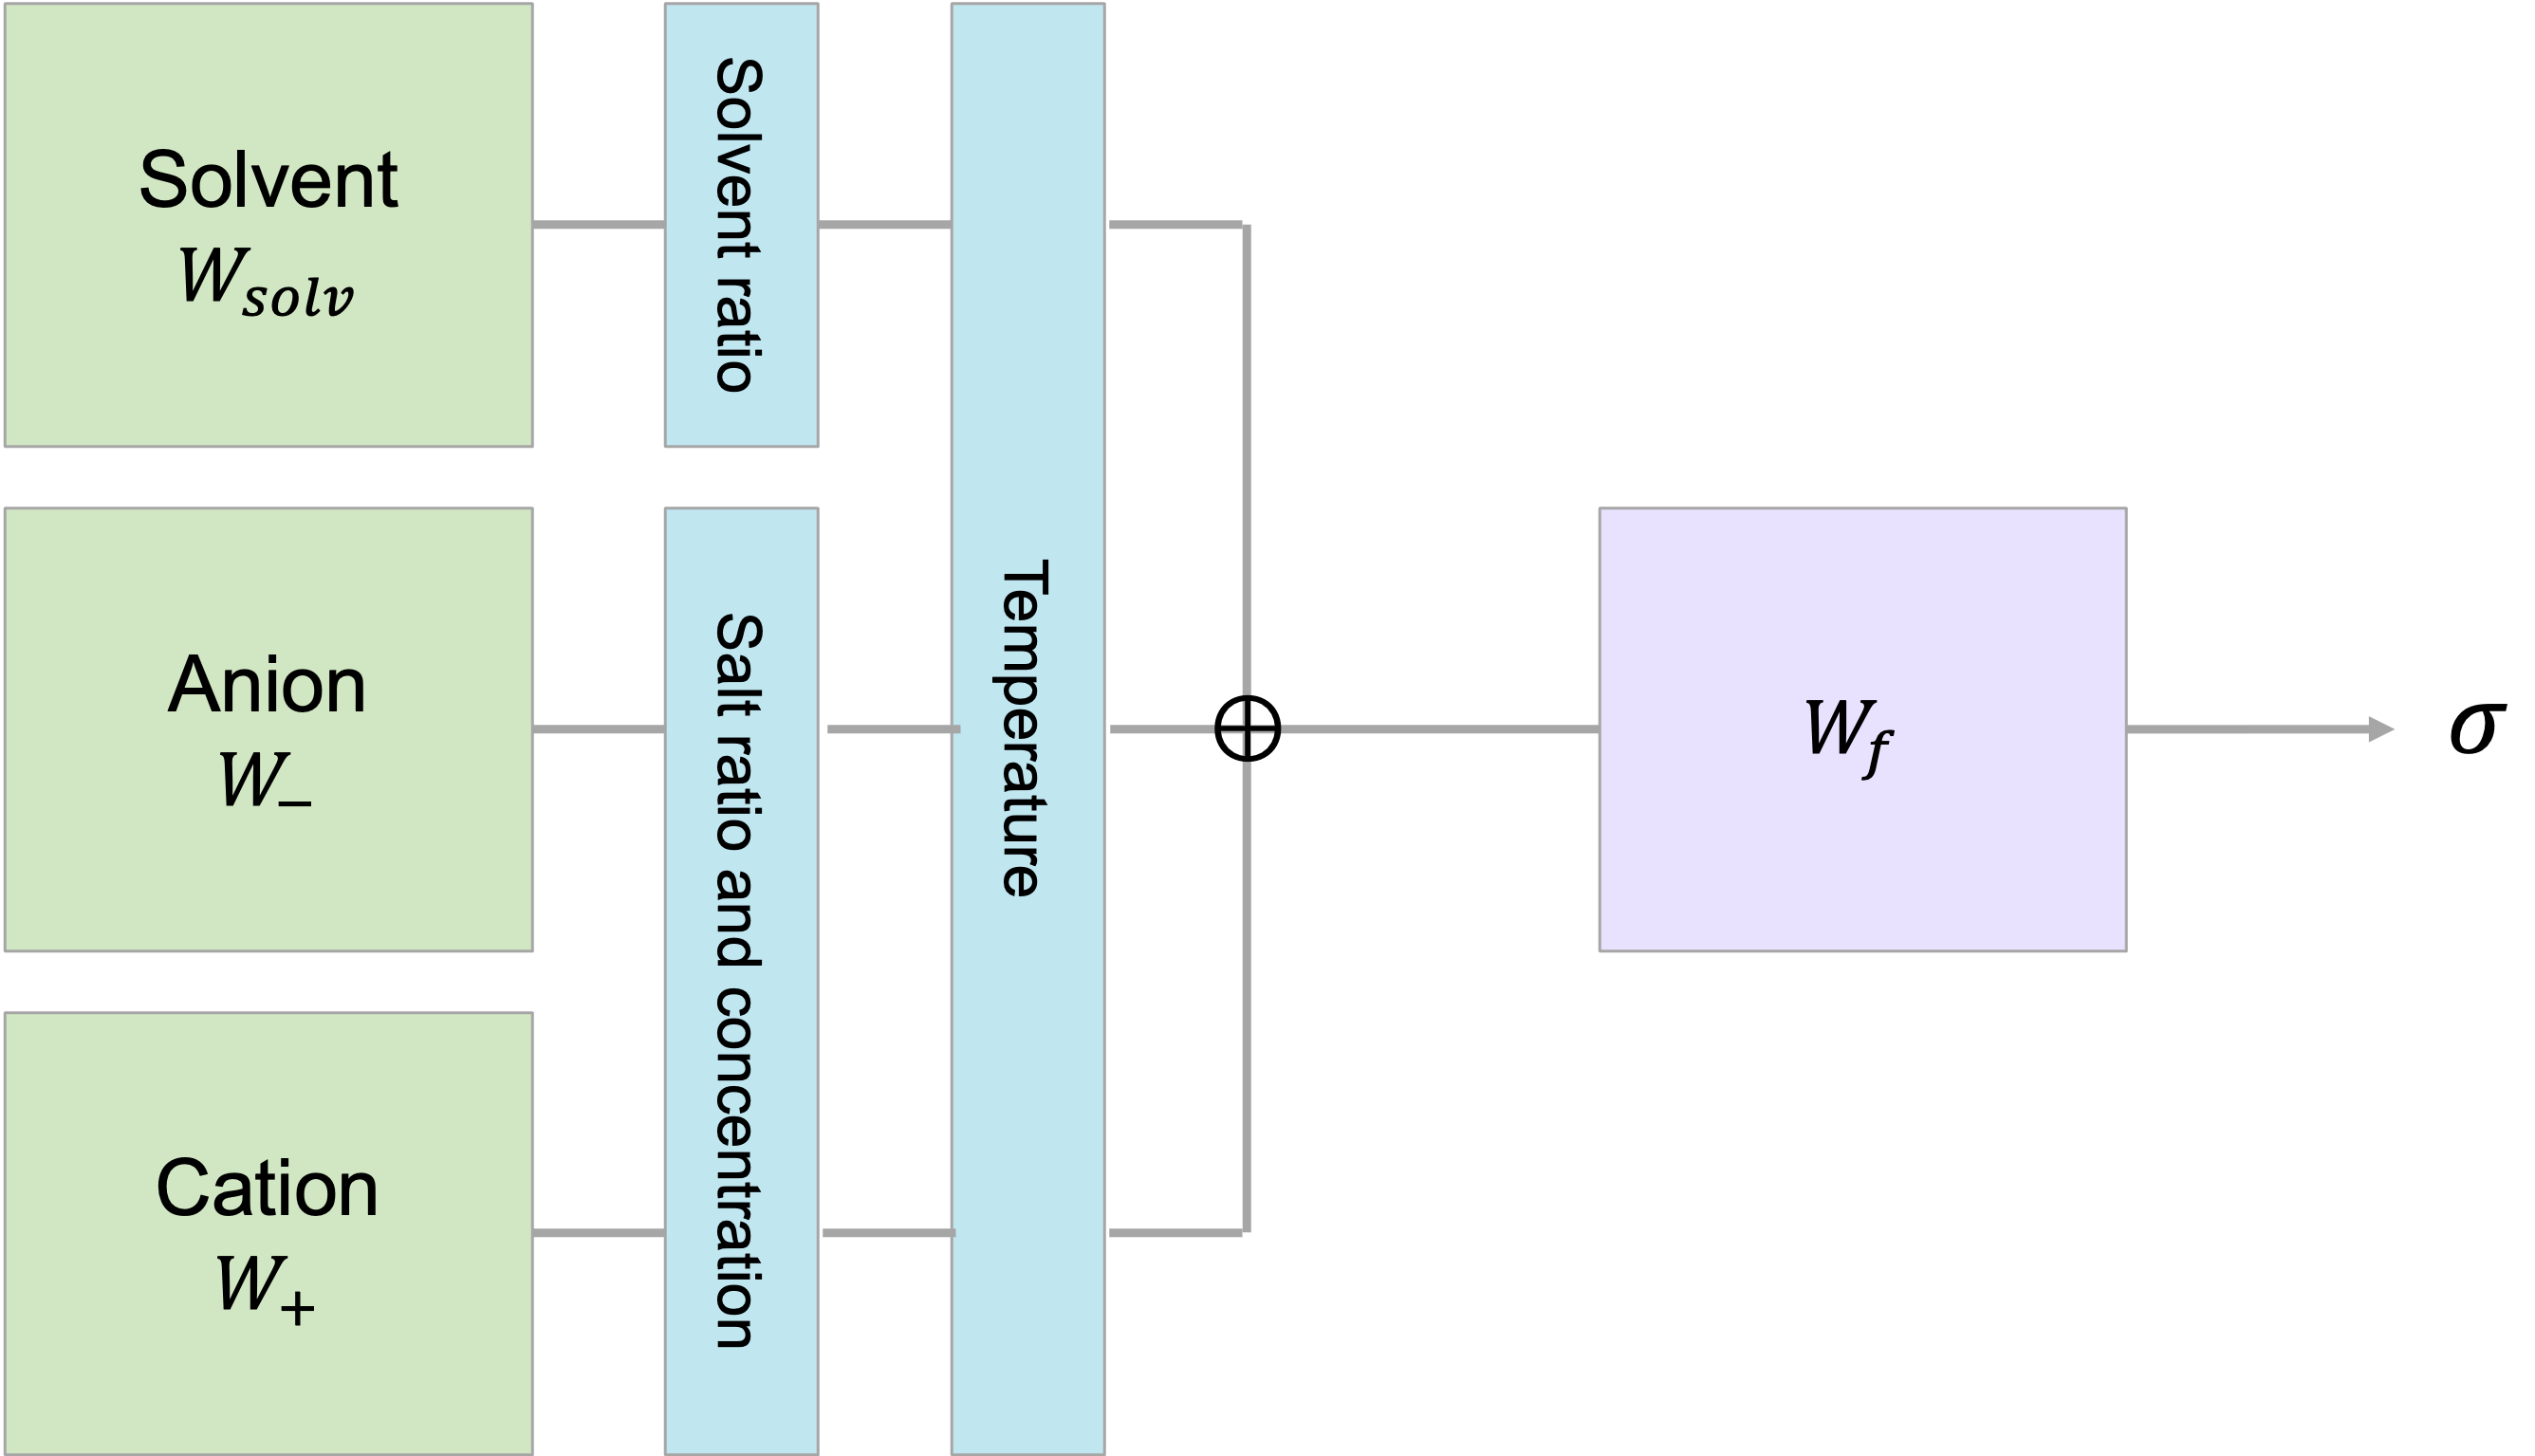 Solvent
W_solv
Solvent ratio
Anion
W_−
Cation
W_+
Salt ratio and concentration
Temperature
⊕
W_f
σ